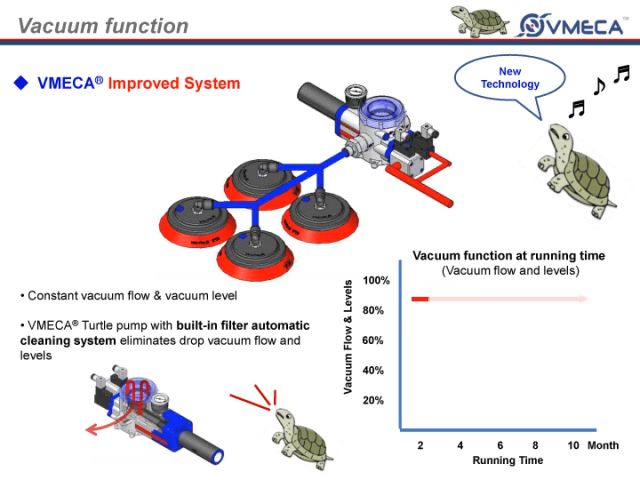 Vacuum function
VMECA™
◆ VMECA® Improved System
New
Technology
• Constant vacuum flow & vacuum level
• VMECA® Turtle pump with built-in filter automatic
cleaning system eliminates drop vacuum flow and
levels
Vacuum function at running time
(Vacuum flow and levels)
Vacuum Flow & Levels
100%
80%
60%
40%
20%
2 4 6 8 10 Month
Running Time